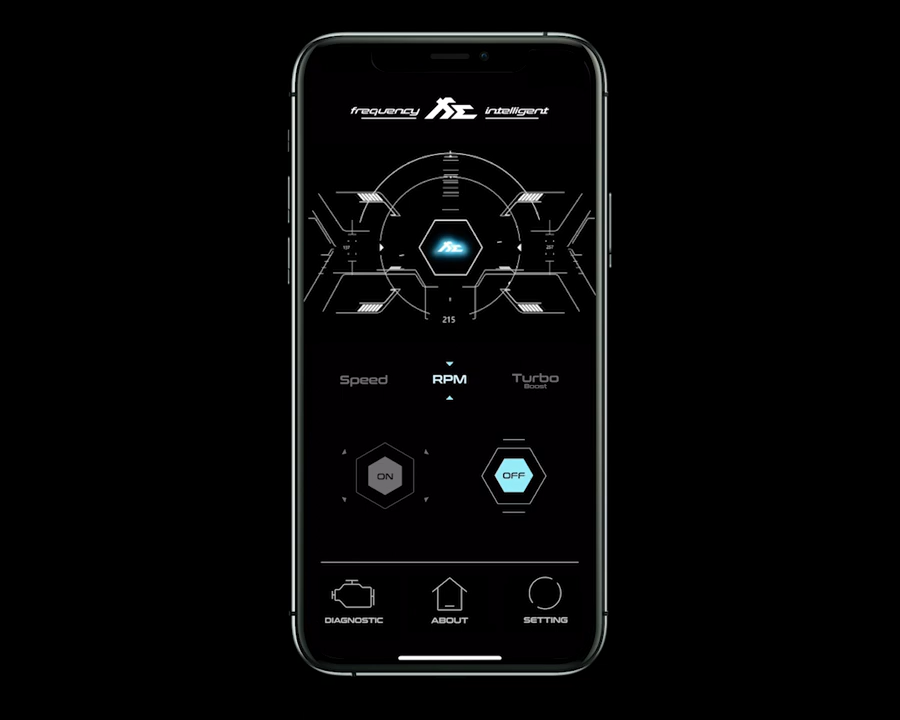 frequency intelligent
215
Speed RPM Turbo
Boost
ON OFF
DIAGNOSTIC ABOUT SETTING